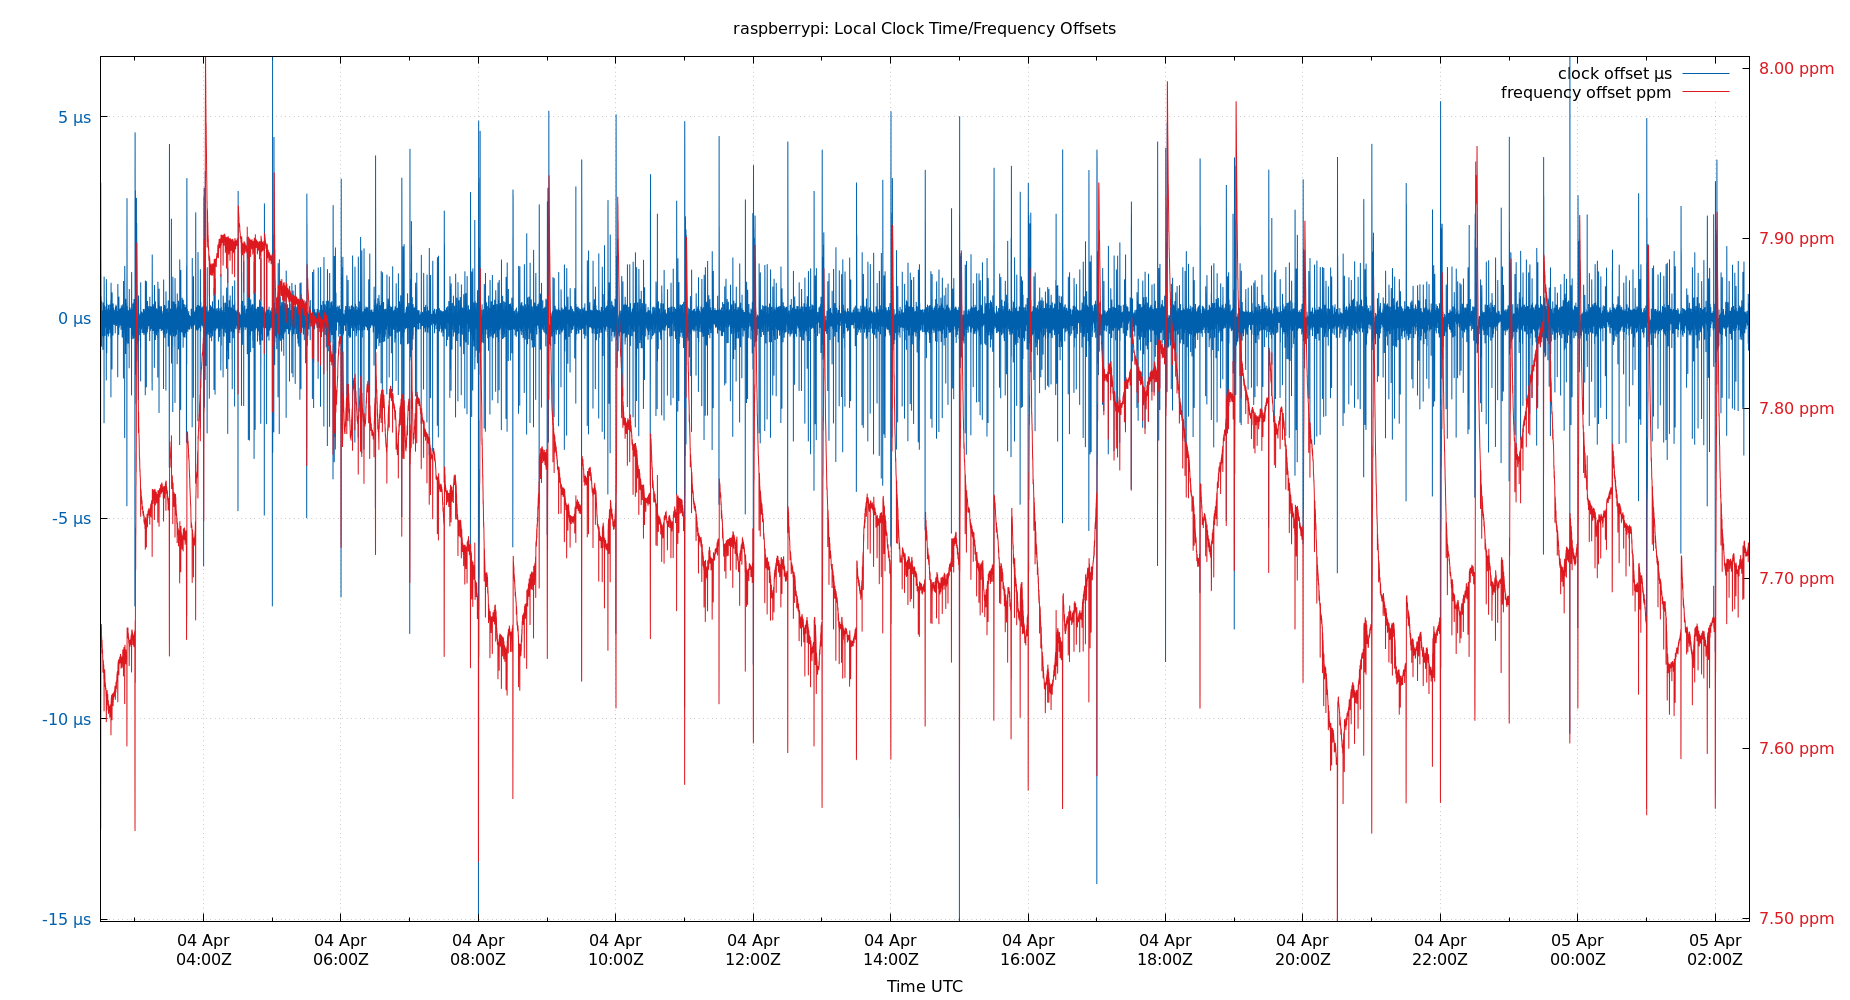 raspberrypi: Local Clock Time/Frequency Offsets
clock offset µs
frequency offset ppm
5 µs
0 µs
-5 µs
-10 µs
-15 µs
8.00 ppm
7.90 ppm
7.80 ppm
7.70 ppm
7.60 ppm
7.50 ppm
04 Apr
04:00Z
04 Apr
06:00Z
04 Apr
08:00Z
04 Apr
10:00Z
04 Apr
12:00Z
04 Apr
14:00Z
04 Apr
16:00Z
04 Apr
18:00Z
04 Apr
20:00Z
04 Apr
22:00Z
05 Apr
00:00Z
05 Apr
02:00Z
Time UTC